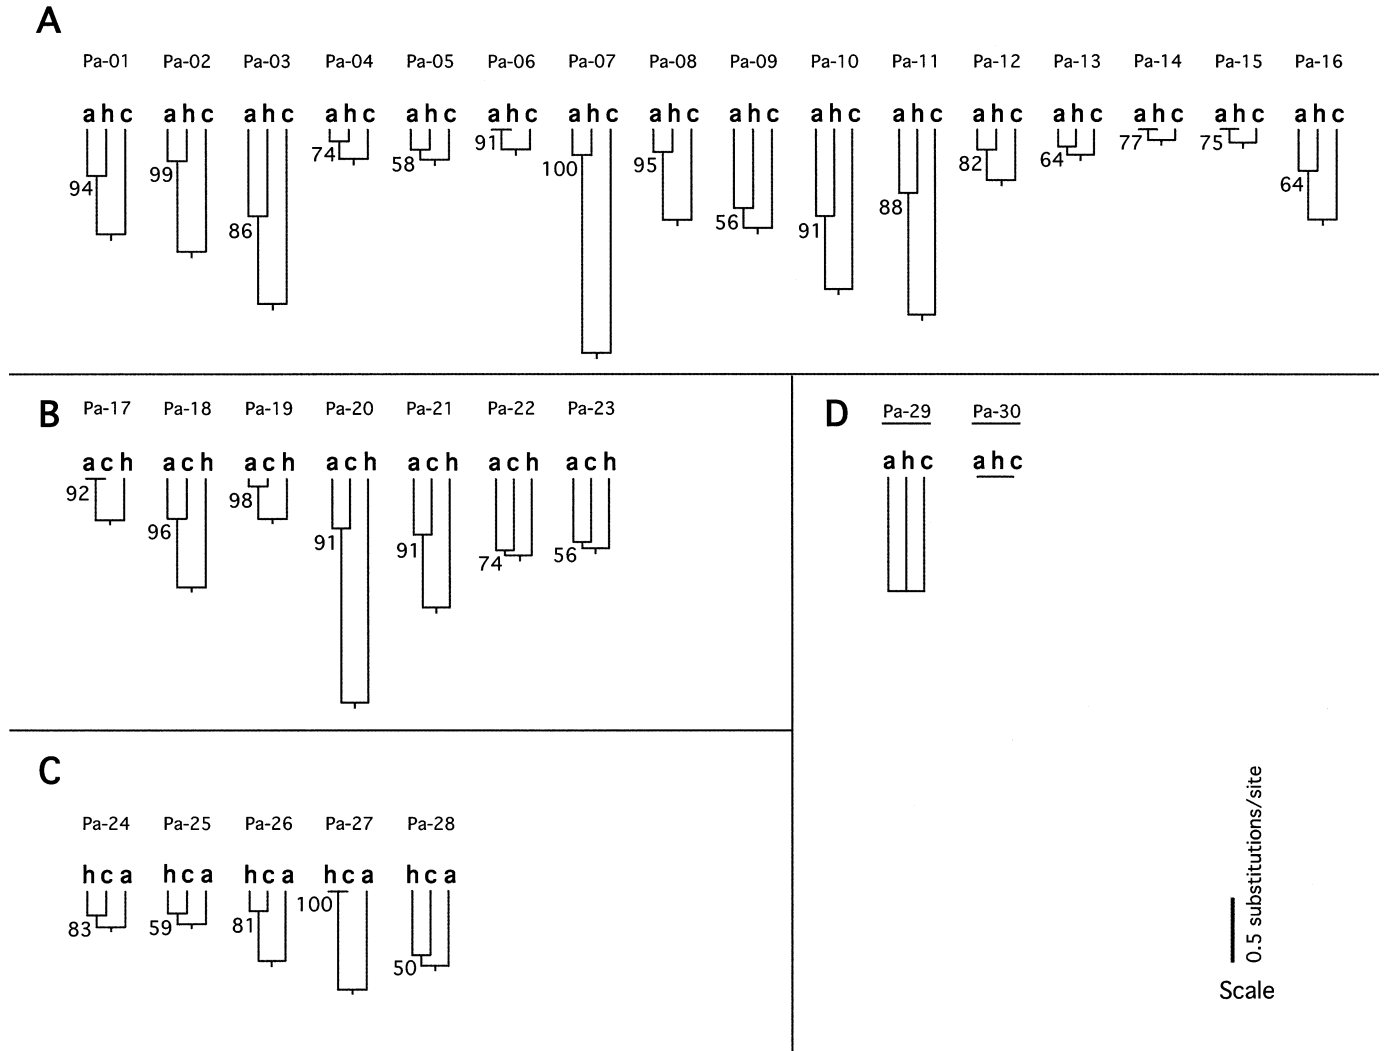 A
Pa-01 Pa-02 Pa-03 Pa-04 Pa-05 Pa-06 Pa-07 Pa-08 Pa-09 Pa-10 Pa-11 Pa-12 Pa-13 Pa-14 Pa-15 Pa-16
a h c a h c a h c a h c a h c a h c a h c a h c a h c a h c a h c a h c a h c a h c a h c a h c
94 99 86 74 58 91 100 95 56 91 88 82 64 77 75 64
B Pa-17 Pa-18 Pa-19 Pa-20 Pa-21 Pa-22 Pa-23
a c h a c h a c h a c h a c h a c h a c h
92 96 98 91 91 74 56
D Pa-29 Pa-30
a h c a h c
C
Pa-24 Pa-25 Pa-26 Pa-27 Pa-28
h c a h c a h c a h c a h c a
83 59 81 100 50
0.5 substitutions/site
Scale